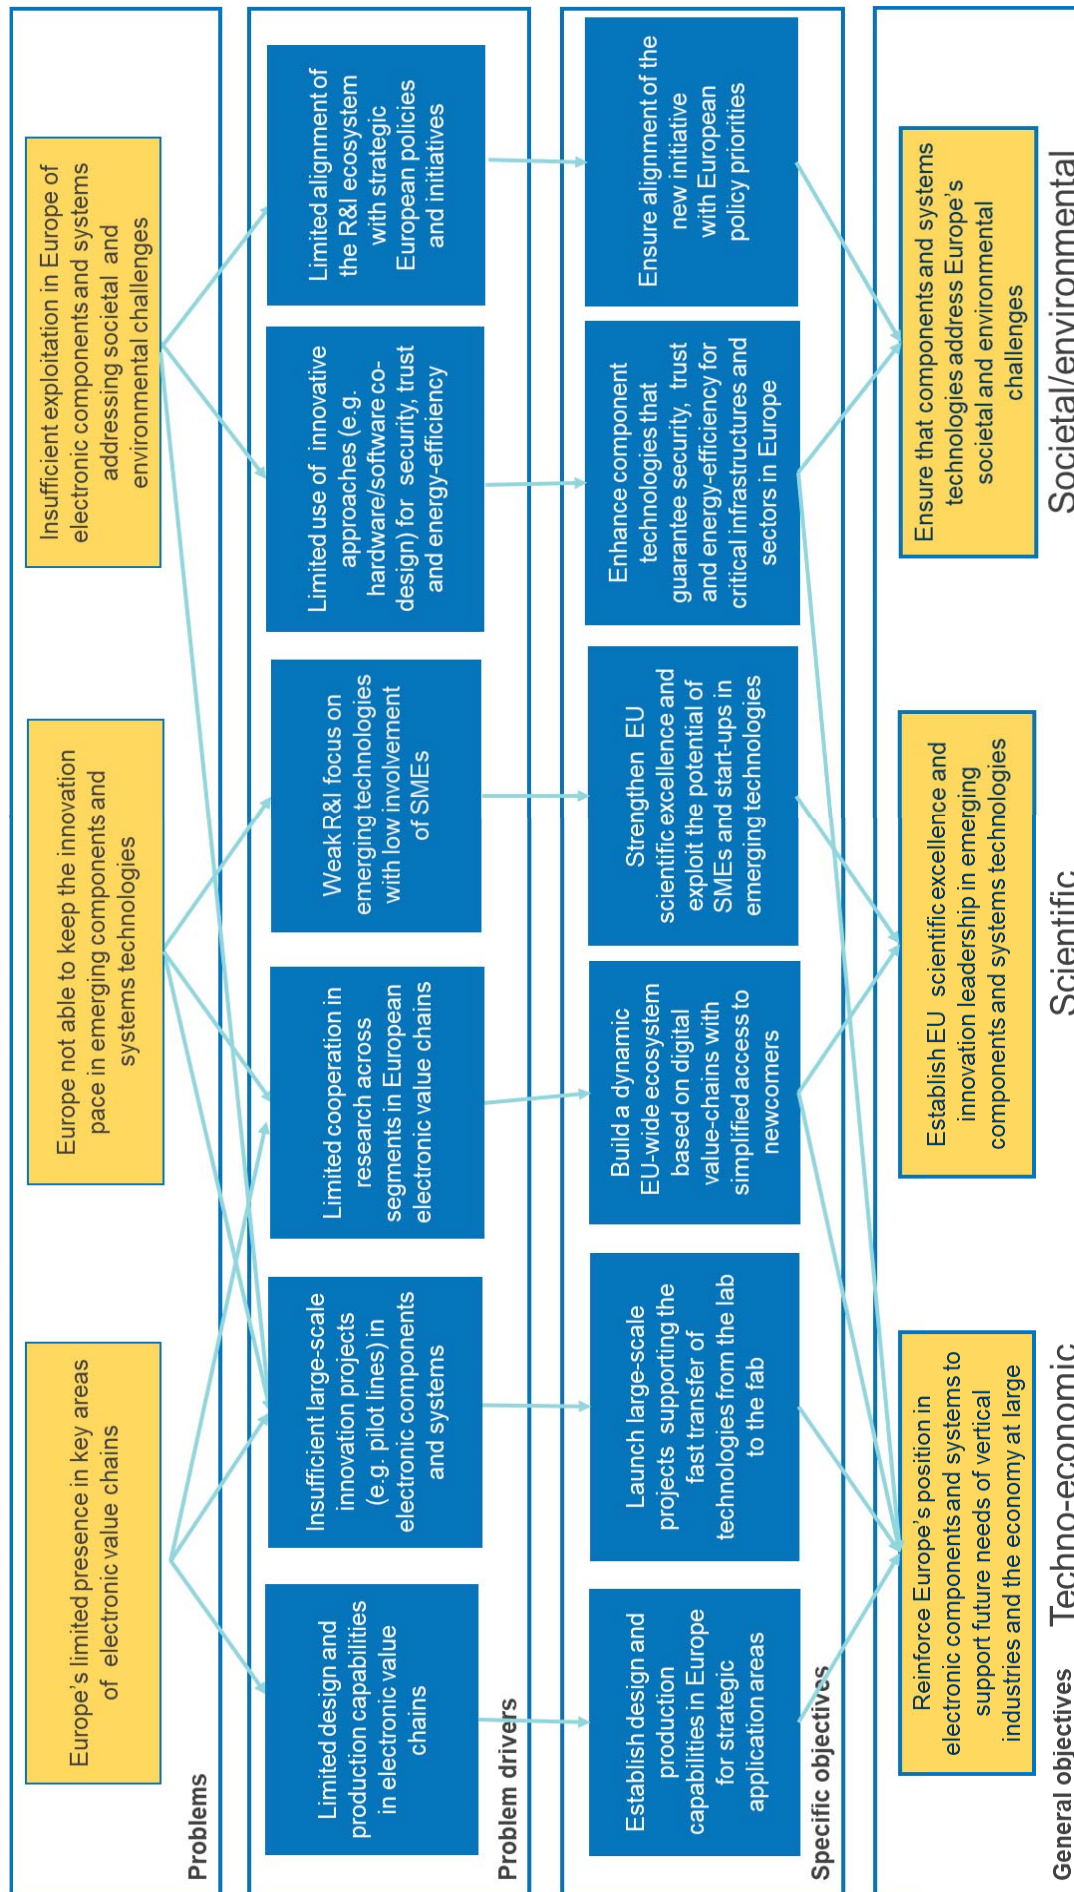 Problems
Europe's limited presence in key areas
of electronic value chains
Europe not able to keep the innovation
pace in emerging components and
systems technologies
Insufficient exploitation in Europe of
electronic components and systems
addressing societal and
environmental challenges
Problem drivers
Limited design and
production capabilities
in electronic value
chains
Insufficient large-scale
innovation projects
(e.g. pilot lines) in
electronic components
and systems
Limited cooperation in
research across
segments in European
electronic value chains
Weak R&I focus on
emerging technologies
with low involvement
of SMEs
Limited use of innovative
approaches (e.g.
hardware/software co-
design) for security, trust
and energy-efficiency
Limited alignment of
the R&I ecosystem
with strategic
European policies
and initiatives
Specific objectives
Establish design and
production
capabilities in Europe
for strategic
application areas
Launch large-scale
projects supporting the
fast transfer of
technologies from the lab
to the fab
Build a dynamic
EU-wide ecosystem
based on digital
value-chains with
simplified access to
newcomers
Strengthen EU
scientific excellence and
exploit the potential of
SMEs and start-ups in
emerging technologies
Enhance component
technologies that
guarantee security, trust
and energy-efficiency for
critical infrastructures and
sectors in Europe
Ensure alignment of the
new initiative
with European
policy priorities
Reinforce Europe's position in
electronic components and systems to
support future needs of vertical
industries and the economy at large
Establish EU scientific excellence and
innovation leadership in emerging
components and systems technologies
Ensure that components and systems
technologies address Europe's
societal and environmental
challenges
General objectives
Techno-economic
Scientific
Societal/environmental